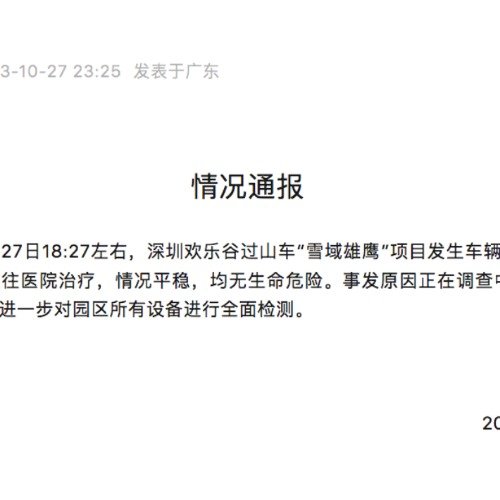 3-10-27 23:25 发表于广东
情况通报
27日18:27左右，深圳欢乐谷过山车“雪域雄鹰”项目发生车辆
往医院治疗，情况平稳，均无生命危险。事发原因正在调查中
进一步对园区所有设备进行全面检测。
20